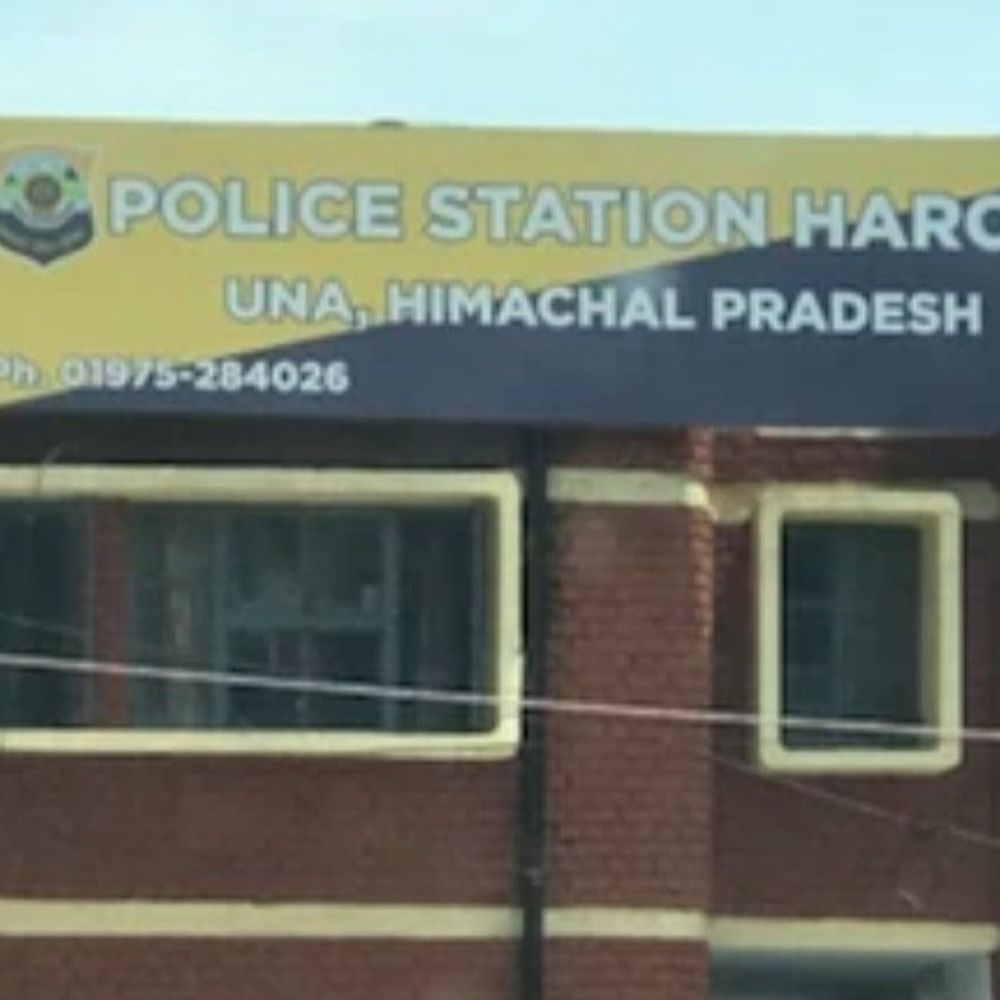 POLICE STATION HARO
UNA, HIMACHAL PRADESH
Ph. 01975-284026